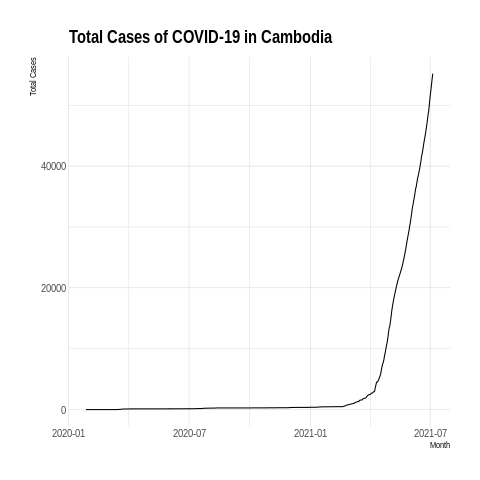 Total Cases of COVID-19 in Cambodia
Total Cases
40000
20000
0
2020-01 2020-07 2021-01 2021-07
Month